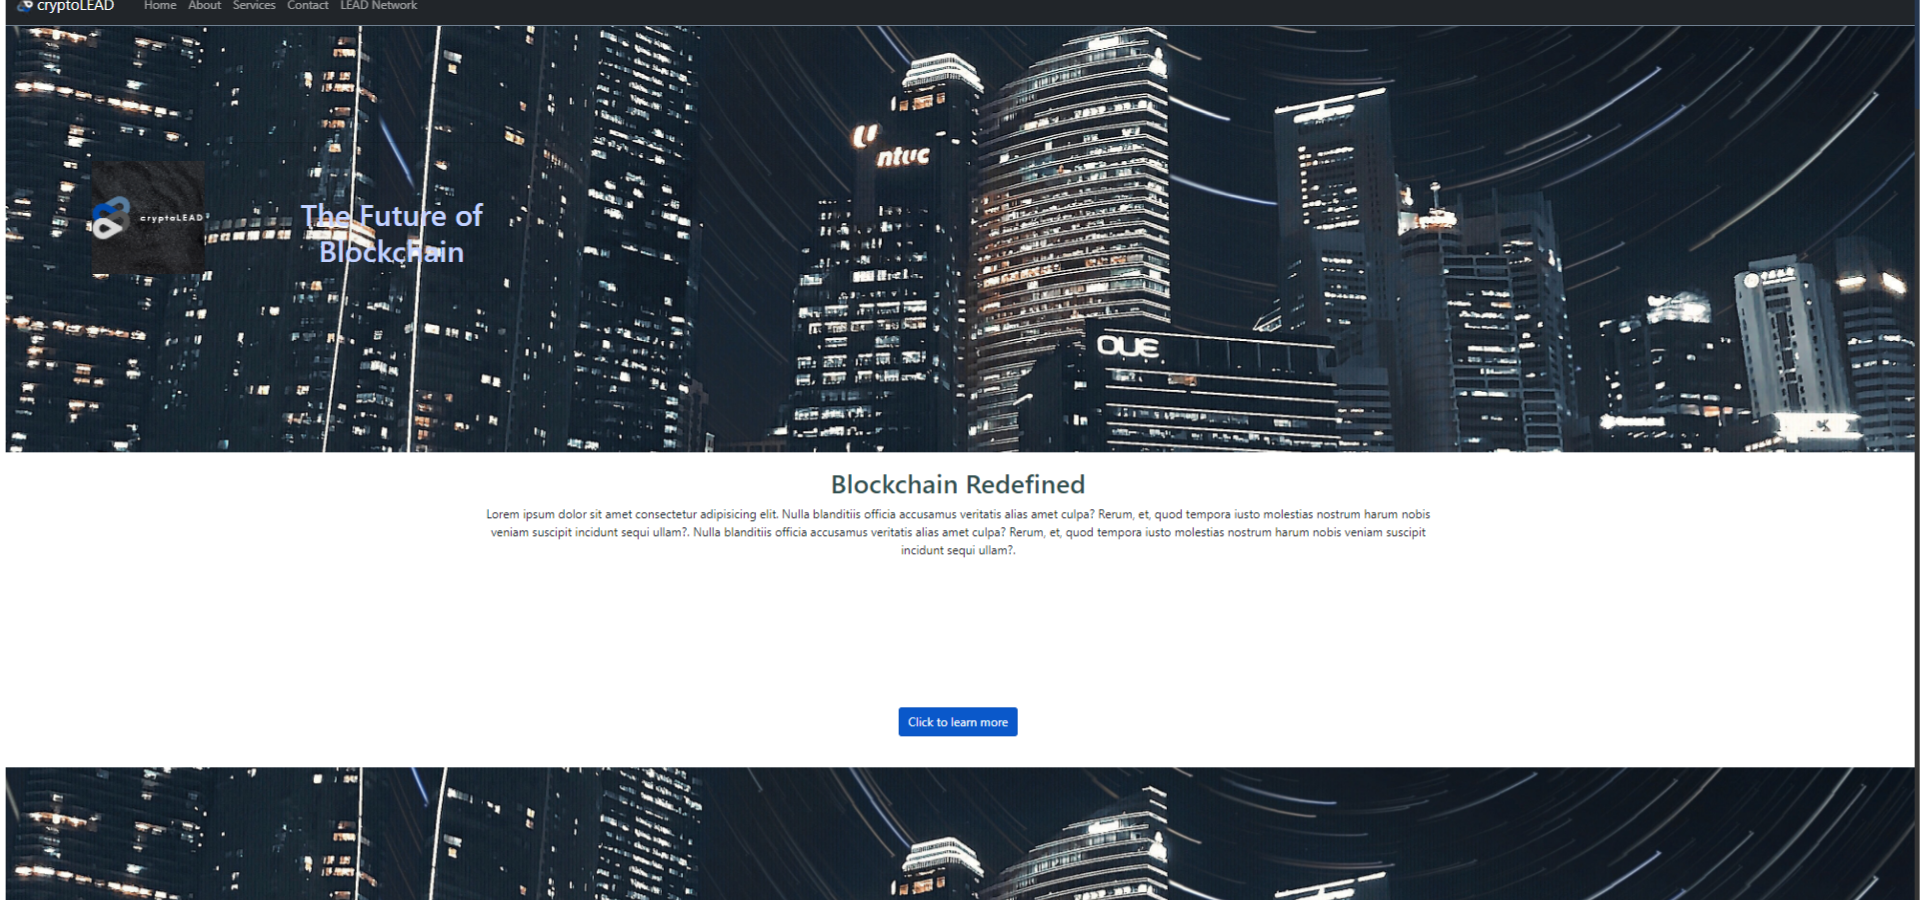 cryptoLEAD Home About Services Contact LEAD Network
ntuc
cryptoLEAD
The Future of
Blockchain
OUE
Blockchain Redefined
Lorem ipsum dolor sit amet consectetur adipisicing elit. Nulla blanditiis officia accusamus veritatis alias amet culpa? Rerum, et, quod tempora iusto molestias nostrum harum nobis
veniam suscipit incidunt sequi ullam?. Nulla blanditiis officia accusamus veritatis alias amet culpa? Rerum, et, quod tempora iusto molestias nostrum harum nobis veniam suscipit
incidunt sequi ullam?.
Click to learn more